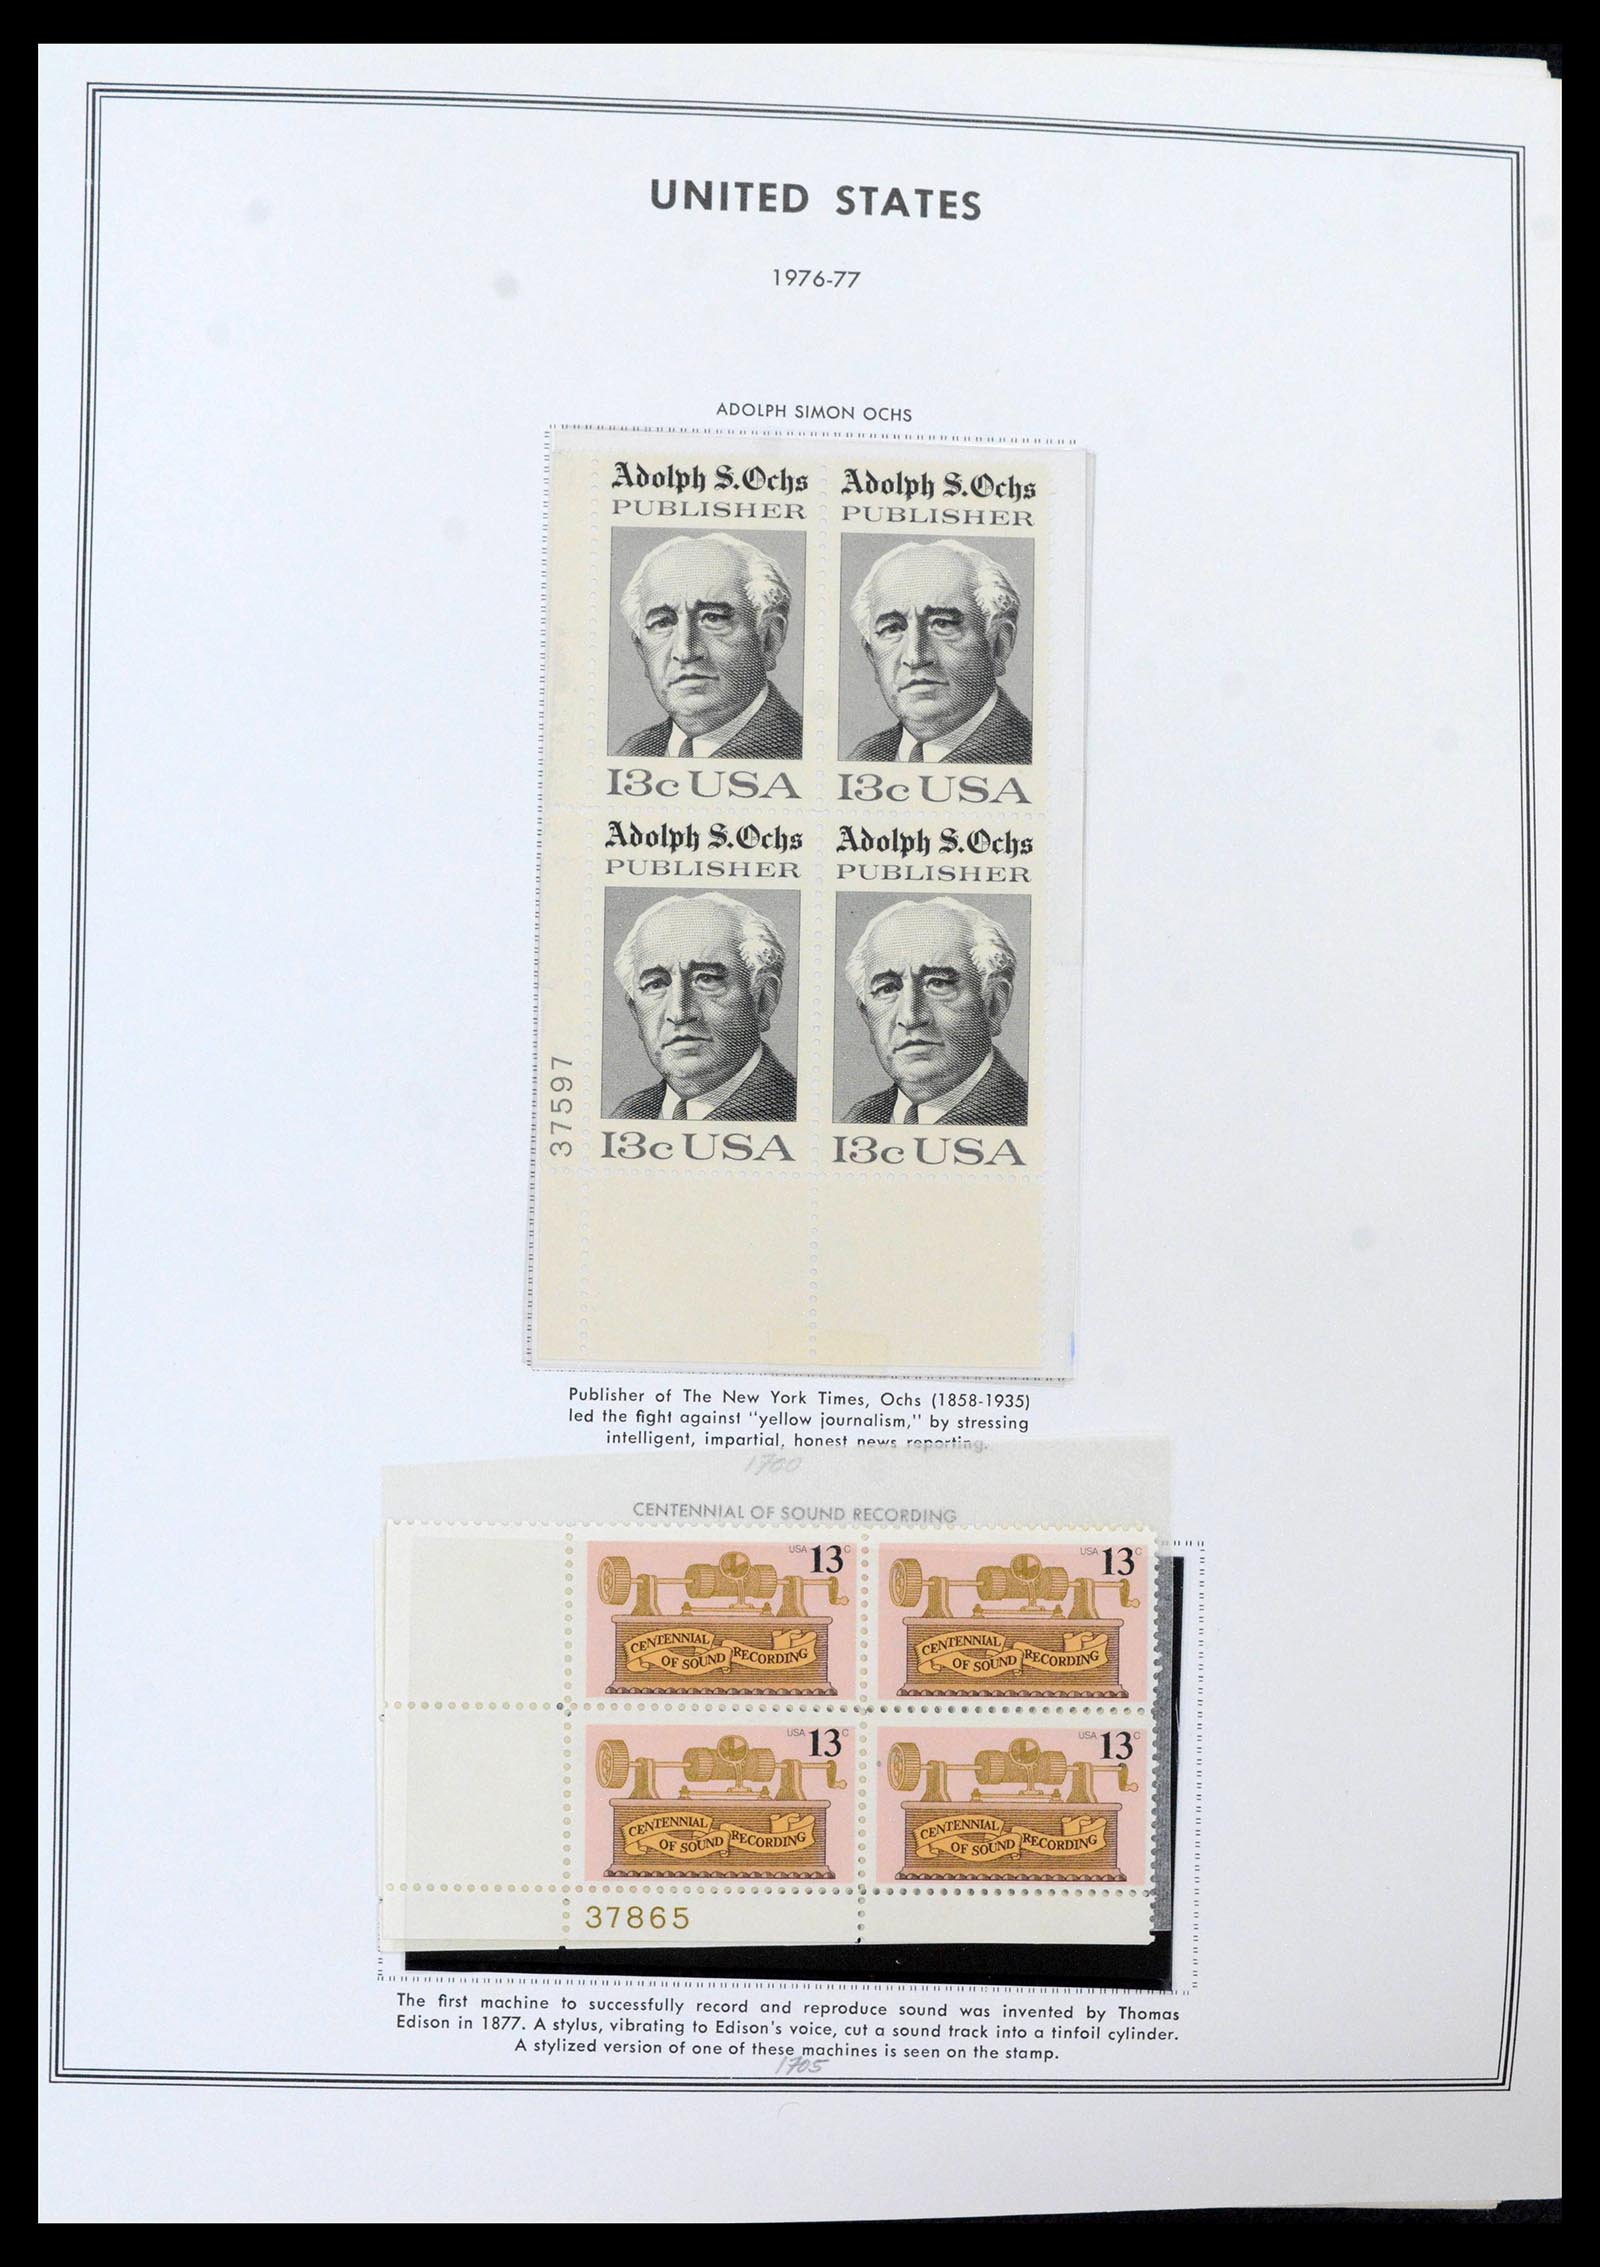 UNITED STATES
1976-77
ADOLPH SIMON OCHS
Adolph S. Ochs Adolph S. Ochs
PUBLISHER PUBLISHER
13c USA 13c USA
Adolph S. Ochs Adolph S. Ochs
PUBLISHER PUBLISHER
37597
13c USA 13c USA
Publisher of The New York Times, Ochs (1858-1935)
led the fight against "yellow journalism," by stressing
intelligent, impartial, honest news reporting.
1700
CENTENNIAL OF SOUND RECORDING
USA 13c USA 13c
CENTENNIAL OF SOUND RECORDING CENTENNIAL OF SOUND RECORDING
USA 13c USA 13c
CENTENNIAL OF SOUND RECORDING CENTENNIAL OF SOUND RECORDING
37865
The first machine to successfully record and reproduce sound was invented by Thomas
Edison in 1877. A stylus, vibrating to Edison's voice, cut a sound track into a tinfoil cylinder.
A stylized version of one of these machines is seen on the stamp.
1705